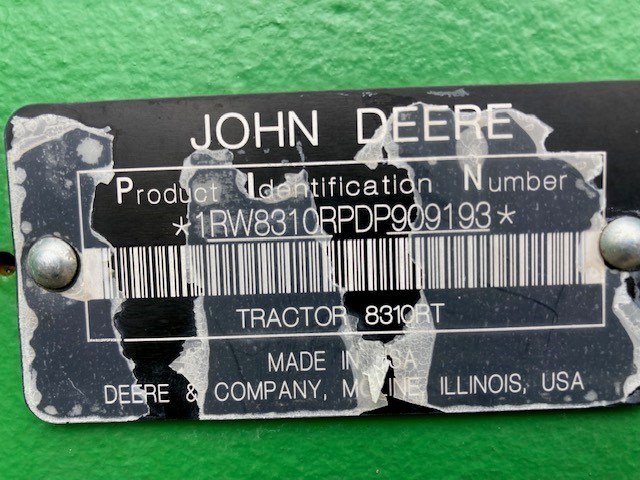 JOHN DEERE
Product Identification Number
*1RW8310RPDP909193*
TRACTOR 8310RT
MADE IN USA
DEERE & COMPANY, MOLINE, ILLINOIS, USA